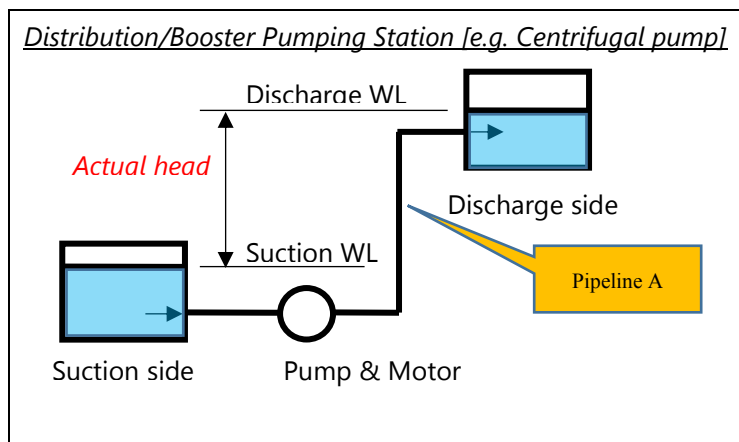 Distribution/Booster Pumping Station [e.g. Centrifugal pump]
Discharge WL
Actual head
Discharge side
Suction WL
Pipeline A
Suction side
Pump & Motor